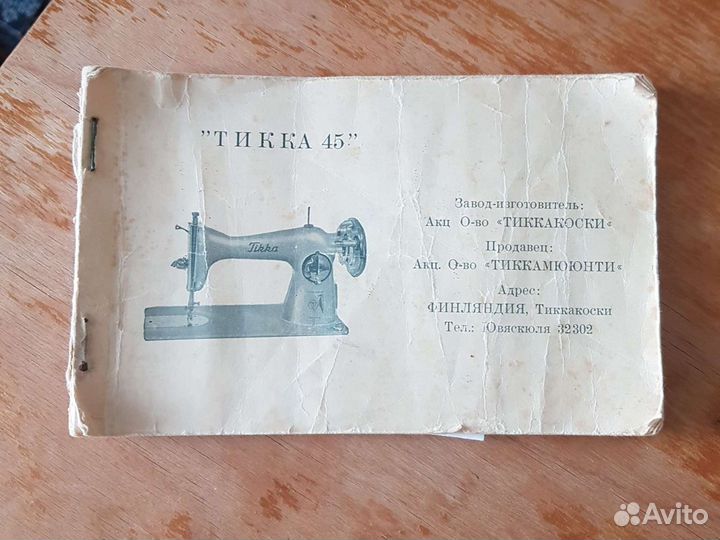 "ТИККА 45"
Tikka
Завод-изготовитель:
Акц О-во «ТИККАКОСКИ«
Продавец:
Акц. О-во «ТИККАМЮЮНТИ«
Адрес:
ФИНЛЯНДИЯ, Тиккакоски
Тел.: Ювяскюля 32302
Avito